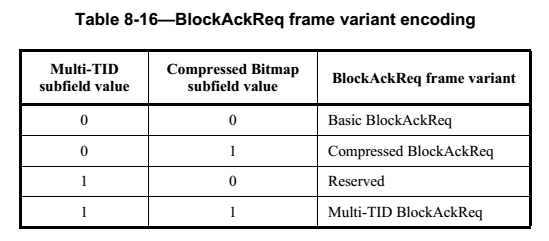 Table 8-16—BlockAckReq frame variant encoding
Multi-TID subfield value Compressed Bitmap subfield value BlockAckReq frame variant
0 0 Basic BlockAckReq
0 1 Compressed BlockAckReq
1 0 Reserved
1 1 Multi-TID BlockAckReq